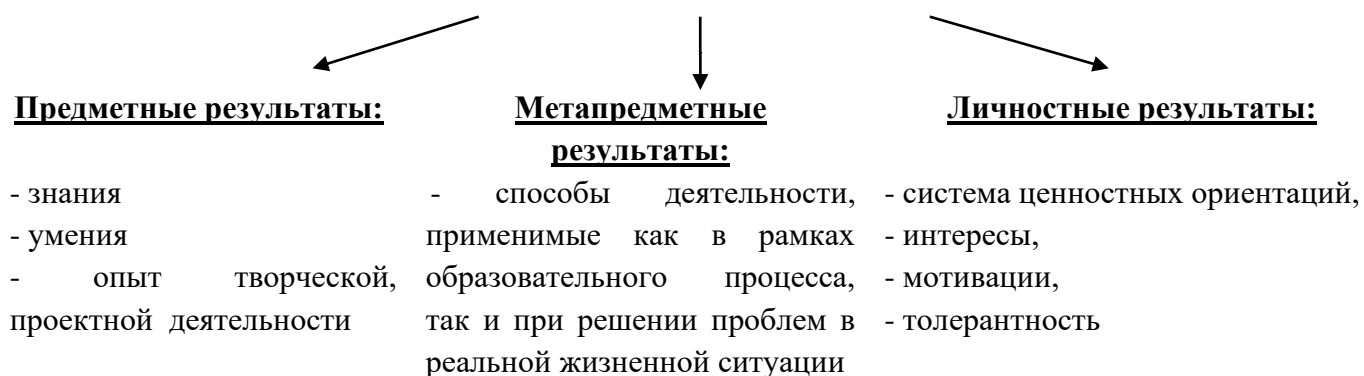 Предметные результаты:
- знания
- умения
- опыт творческой,
проектной деятельности
Метапредметные
результаты:
- способы деятельности,
применимые как в рамках
образовательного процесса,
так и при решении проблем в
реальной жизненной ситуации
Личностные результаты:
- система ценностных ориентаций,
- интересы,
- мотивации,
- толерантность